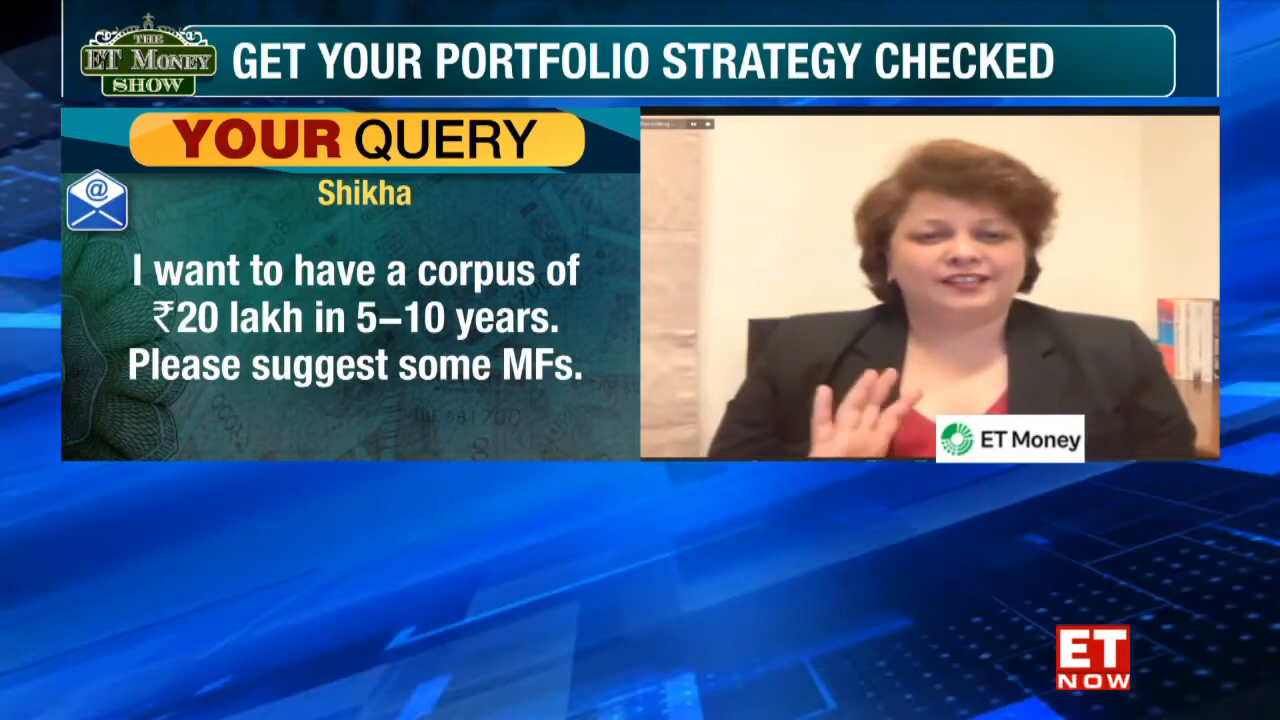 THE
ET MONEY
SHOW
GET YOUR PORTFOLIO STRATEGY CHECKED
YOUR QUERY
@
Shikha
I want to have a corpus of
₹20 lakh in 5–10 years.
Please suggest some MFs.
ET Money
ET
NOW